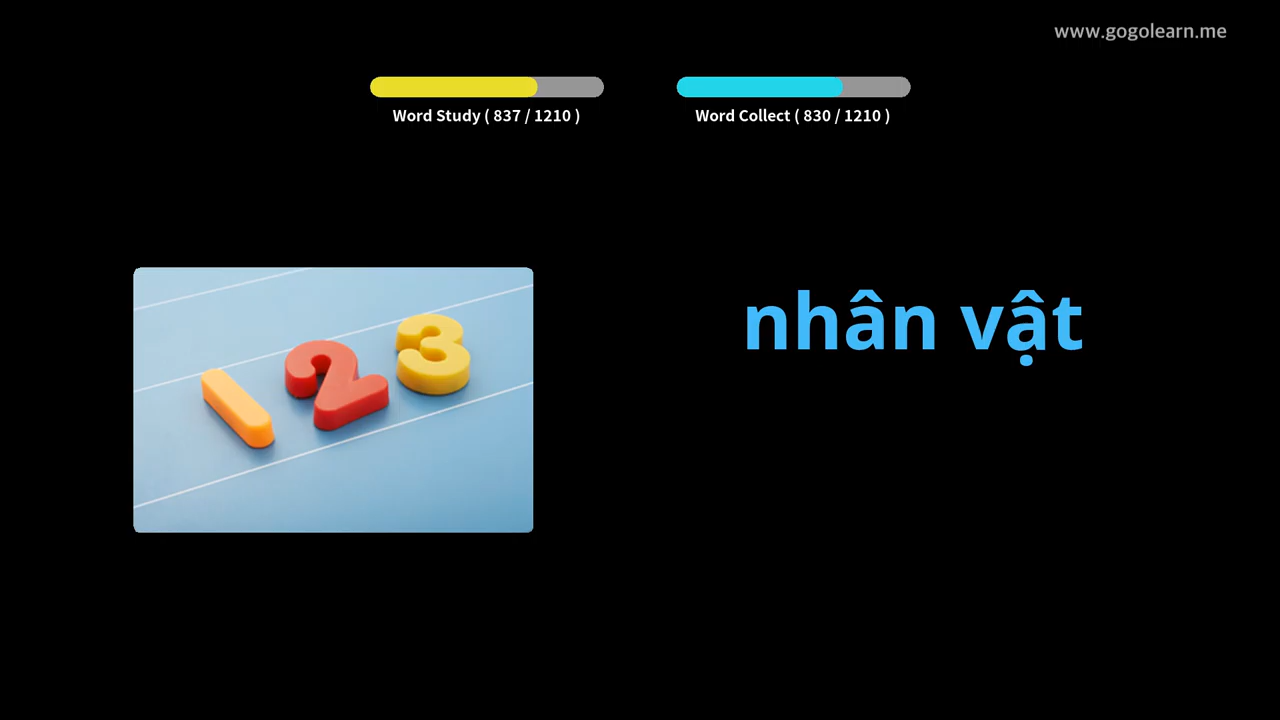 www.gogolearn.me
Word Study ( 837 / 1210 )
Word Collect ( 830 / 1210 )
1 2 3
nhân vật